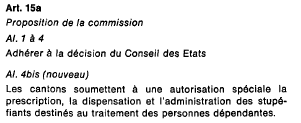 Art. 15a
Proposition de la commission
Al. 1 à 4
Adhérer à la décision du Conseil des Etats
Al. 4bis (nouveau)
Les cantons soumettent à une autorisation spéciale la
prescription, la dispensation et l'administration des stupé-
fiants destinés au traitement des personnes dépendantes.